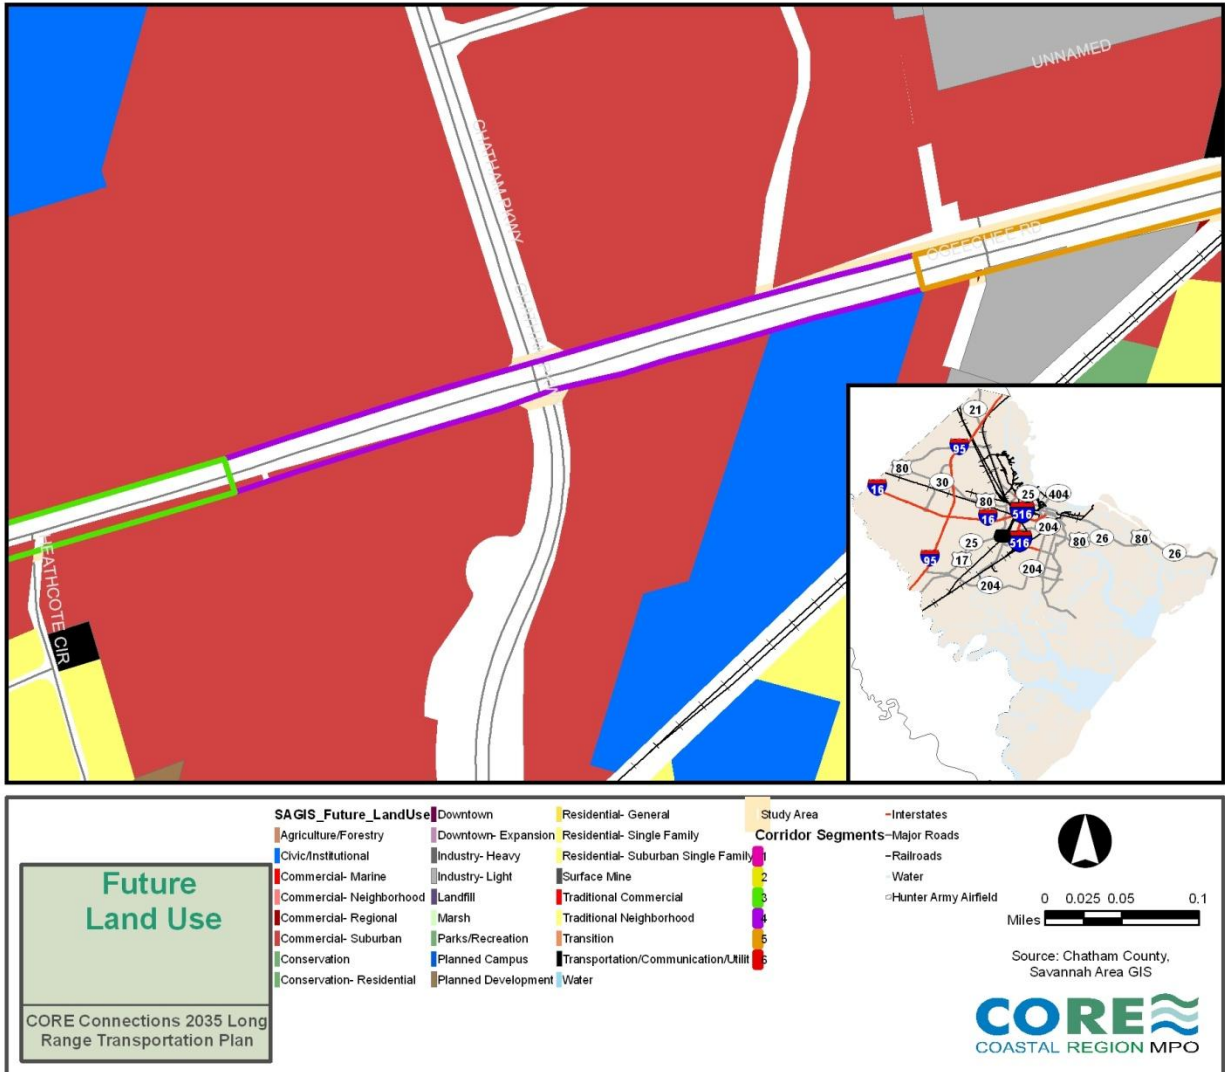 UNNAMED
CHATHAM PKWY
OGEECHEE RD
HEATHCOTE CIR
21
95
80
16
30
80
25
404
516
16
204
25
516
80
26
80
26
17
95
204
204
Future
Land Use
CORE Connections 2035 Long
Range Transportation Plan
SAGIS_Future_LandUse
Agriculture/Forestry
Civic/Institutional
Commercial- Marine
Commercial- Neighborhood
Commercial- Regional
Commercial- Suburban
Conservation
Conservation- Residential
Downtown
Downtown- Expansion
Industry- Heavy
Industry- Light
Landfill
Marsh
Parks/Recreation
Planned Campus
Planned Development
Residential- General
Residential- Single Family
Residential- Suburban Single Family
Surface Mine
Traditional Commercial
Traditional Neighborhood
Transition
Transportation/Communication/Utilit
Water
Study Area
Corridor Segments
1
2
3
4
5
6
Interstates
Major Roads
Railroads
Water
Hunter Army Airfield
0 0.025 0.05 0.1
Miles
Source: Chatham County,
Savannah Area GIS
CORE
COASTAL REGION MPO